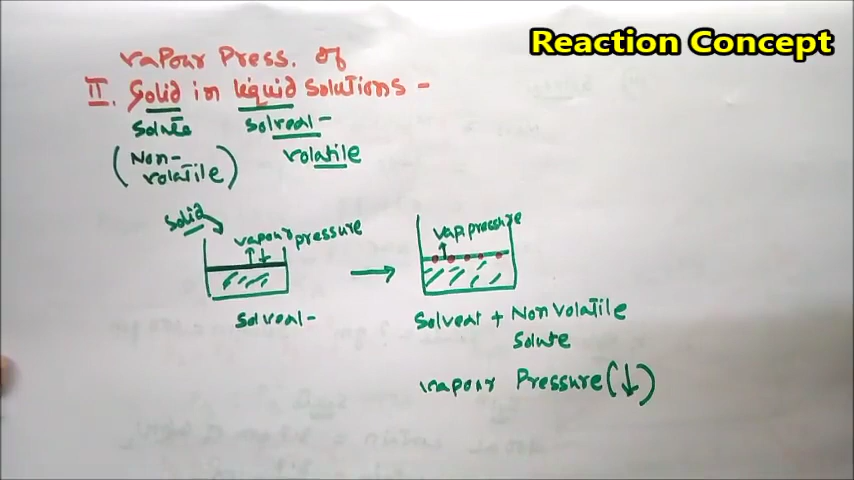 Reaction Concept
Vapour Press. of
II. Solid in liquid solutions -
Solute solvent
(Non-volatile) volatile
Solid
vapour pressure
vap. pressure
Solvent
Solvent + Non volatile
Solute
vapour Pressure (↓)